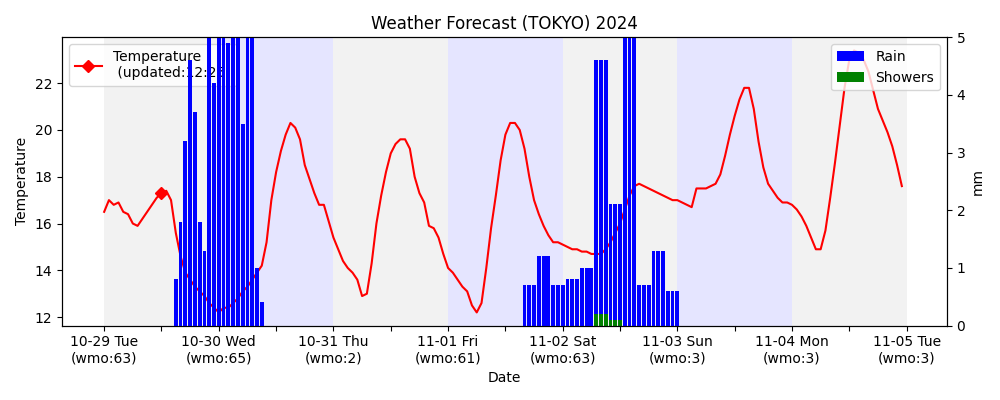 Weather Forecast (TOKYO) 2024
Temperature
(updated:12:2
Rain
Showers
Temperature
22
20
18
16
14
12
5
4
3
2
1
0
mm
10-29 Tue
(wmo:63)
10-30 Wed
(wmo:65)
10-31 Thu
(wmo:2)
11-01 Fri
(wmo:61)
11-02 Sat
(wmo:63)
11-03 Sun
(wmo:3)
11-04 Mon
(wmo:3)
11-05 Tue
(wmo:3)
Date